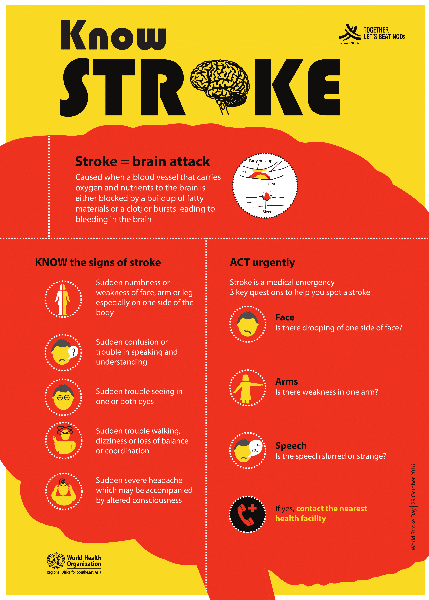 Know
STROKE
TOGETHER
LET'S BEAT NCDs
Stroke = brain attack
Caused when a blood vessel that carries
oxygen and nutrients to the brain is
either blocked by a buildup of fatty
materials or a clot, or bursts leading to
bleeding in the brain
KNOW the signs of stroke
Sudden numbness or
weakness of face, arm or leg
especially on one side of the
body
Sudden confusion or
trouble in speaking and
understanding
Sudden trouble seeing in
one or both eyes
Sudden trouble walking,
dizziness or loss of balance
or coordination
Sudden severe headache
which may be accompanied
by altered consciousness
ACT urgently
Stroke is a medical emergency
3 key questions to help you spot a stroke
Face
Is there drooping of one side of face?
Arms
Is there weakness in one arm?
Speech
Is the speech slurred or strange?
If yes, contact the nearest
health facility
World Health
Organization